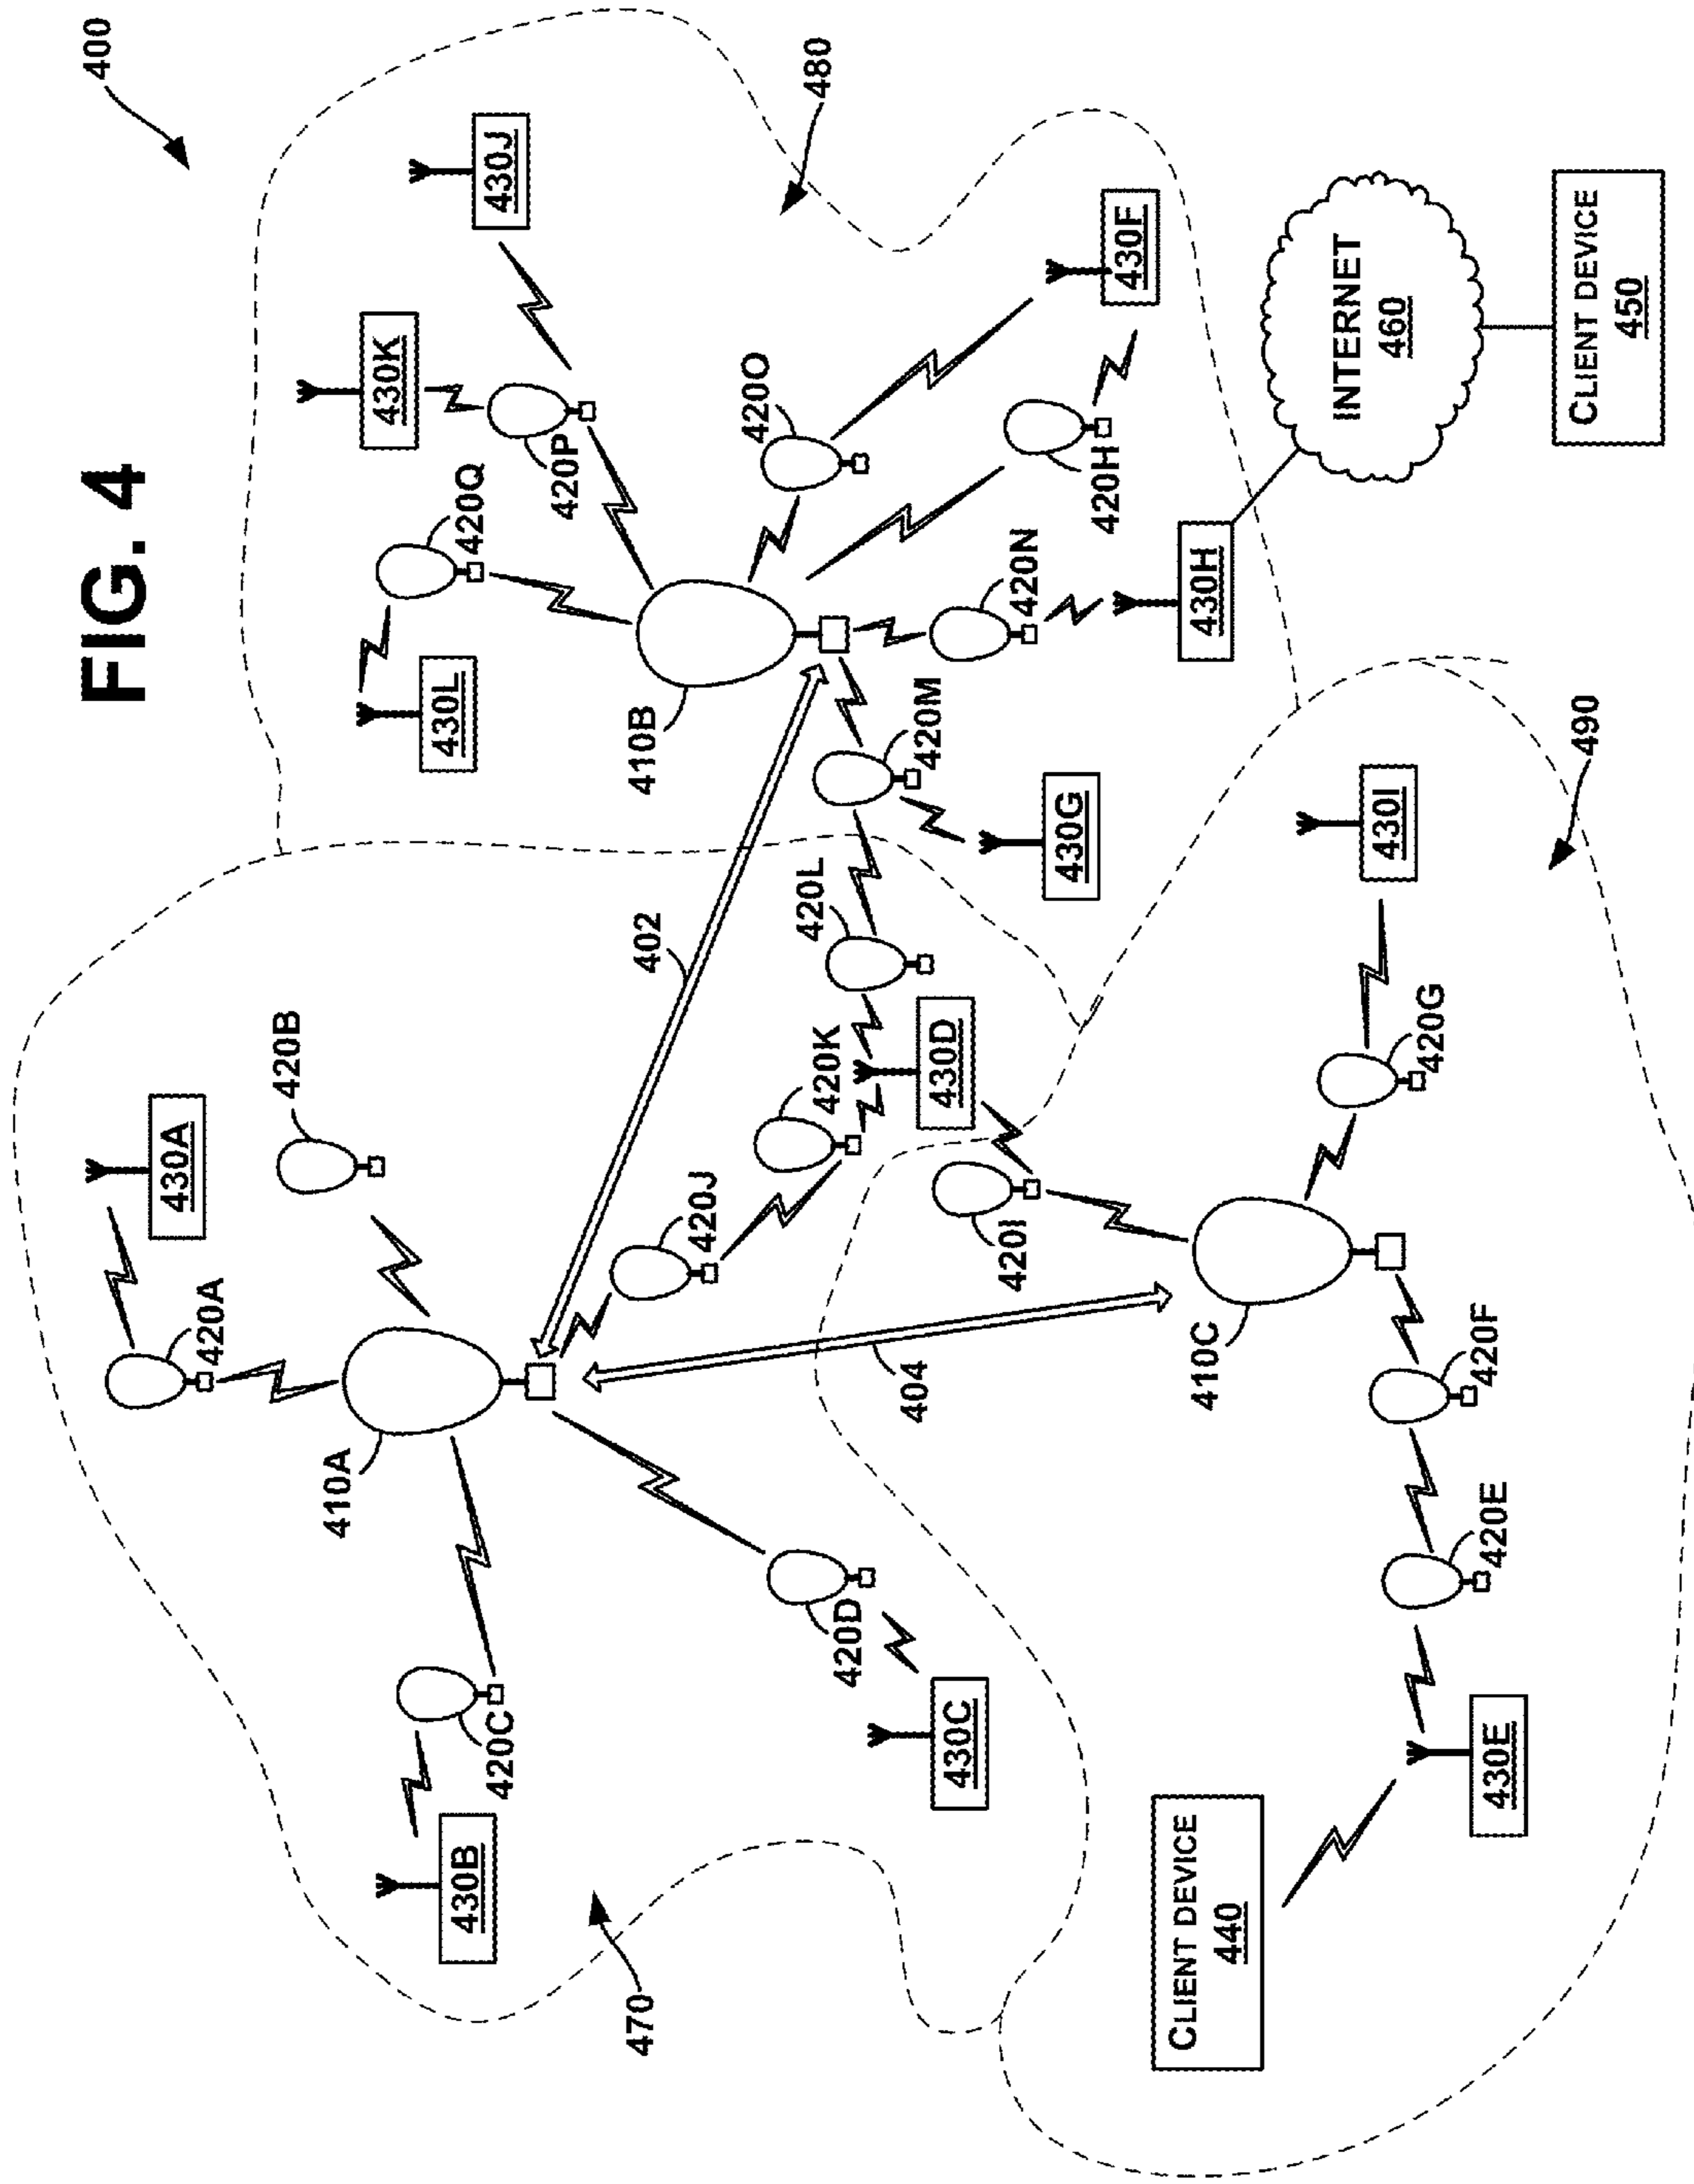 FIG. 4
400
430A
420A
420B
410A
430B
420C
470
420D
430C
420J
420K
402
404
430D
420L
430L
420Q
430K
420P
430J
480
410B
420O
420M
420N
420H
430F
430G
430H
INTERNET
460
CLIENT DEVICE
450
420I
410C
420G
430I
490
420F
420E
430E
CLIENT DEVICE
440